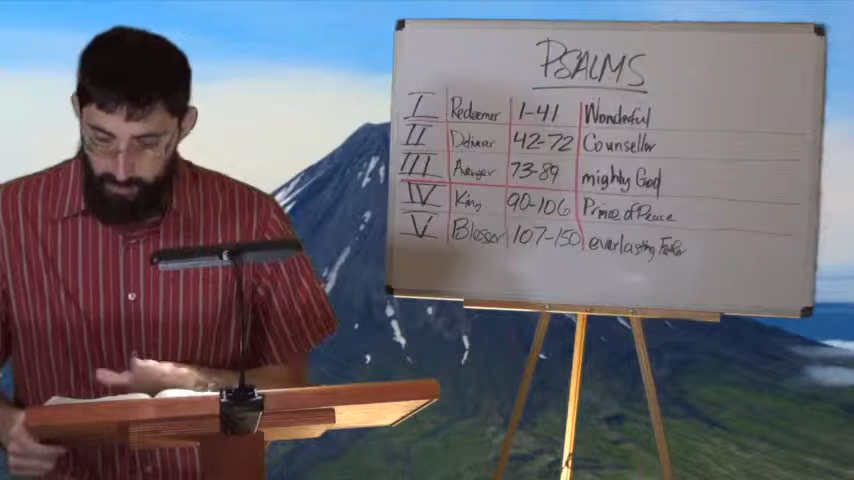 PSALMS
I Redeemer 1-41 Wonderful
II Deliverer 42-72 Counsellor
III Avenger 73-89 mighty God
IV King 90-106 Prince of Peace
V Blesser 107-150 everlasting Father